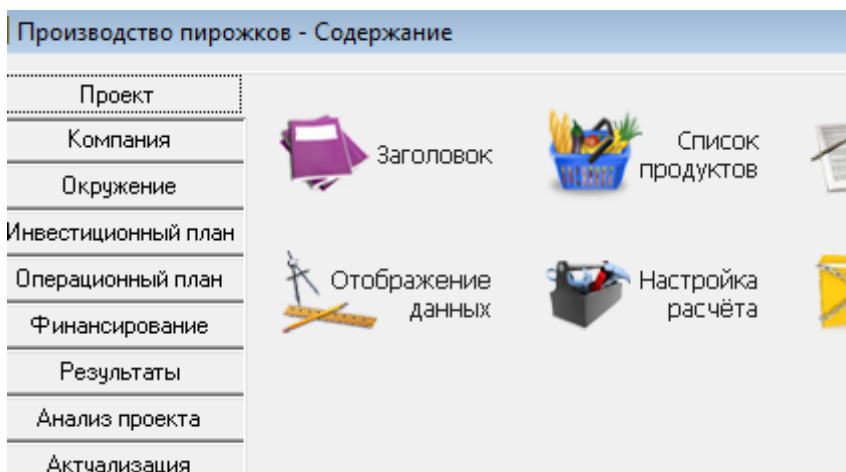 Производство пирожков - Содержание
Проект
Компания
Окружение
Инвестиционный план
Операционный план
Финансирование
Результаты
Анализ проекта
Актуализация
Заголовок
Список
продуктов
Отображение
данных
Настройка
расчёта